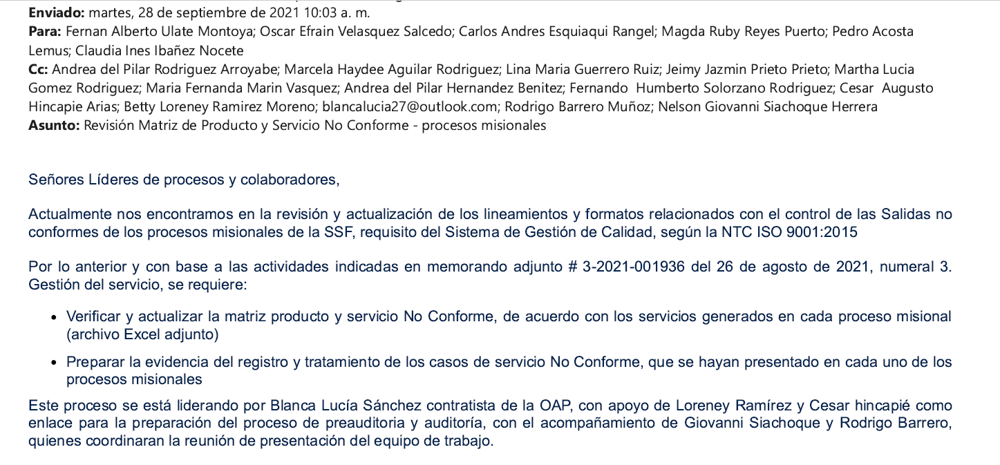 Enviado: martes, 28 de septiembre de 2021 10:03 a. m.
Para: Fernan Alberto Ulate Montoya; Oscar Efrain Velasquez Salcedo; Carlos Andres Esquiaqui Rangel; Magda Ruby Reyes Puerto; Pedro Acosta
Lemus; Claudia Ines Ibañez Nocete
Cc: Andrea del Pilar Rodriguez Arroyabe; Marcela Haydee Aguilar Rodriguez; Lina Maria Guerrero Ruiz; Jeimy Jazmin Prieto Prieto; Martha Lucia
Gomez Rodriguez; Maria Fernanda Marin Vasquez; Andrea del Pilar Hernandez Benitez; Fernando  Humberto Solorzano Rodriguez; Cesar  Augusto
Hincapie Arias; Betty Loreney Ramirez Moreno; blancalucia27@outlook.com; Rodrigo Barrero Muñoz; Nelson Giovanni Siachoque Herrera
Asunto: Revisión Matriz de Producto y Servicio No Conforme - procesos misionales
Señores Líderes de procesos y colaboradores,
Actualmente nos encontramos en la revisión y actualización de los lineamientos y formatos relacionados con el control de las Salidas no
conformes de los procesos misionales de la SSF, requisito del Sistema de Gestión de Calidad, según la NTC ISO 9001:2015
Por lo anterior y con base a las actividades indicadas en memorando adjunto # 3-2021-001936 del 26 de agosto de 2021, numeral 3.
Gestión del servicio, se requiere:
• Verificar y actualizar la matriz producto y servicio No Conforme, de acuerdo con los servicios generados en cada proceso misional
(archivo Excel adjunto)
• Preparar la evidencia del registro y tratamiento de los casos de servicio No Conforme, que se hayan presentado en cada uno de los
procesos misionales
Este proceso se está liderando por Blanca Lucía Sánchez contratista de la OAP, con apoyo de Loreney Ramírez y Cesar hincapié como
enlace para la preparación del proceso de preauditoria y auditoría, con el acompañamiento de Giovanni Siachoque y Rodrigo Barrero,
quienes coordinaran la reunión de presentación del equipo de trabajo.